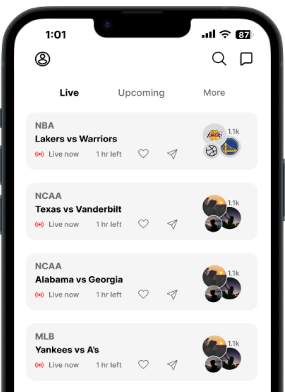 1:01
87
Live Upcoming More
NBA
Lakers vs Warriors
1.1k
Live now 1 hr left
NCAA
Texas vs Vanderbilt
1.1k
Live now 1 hr left
NCAA
Alabama vs Georgia
1.1k
Live now 1 hr left
MLB
Yankees vs A's
1.1k
Live now 1 hr left